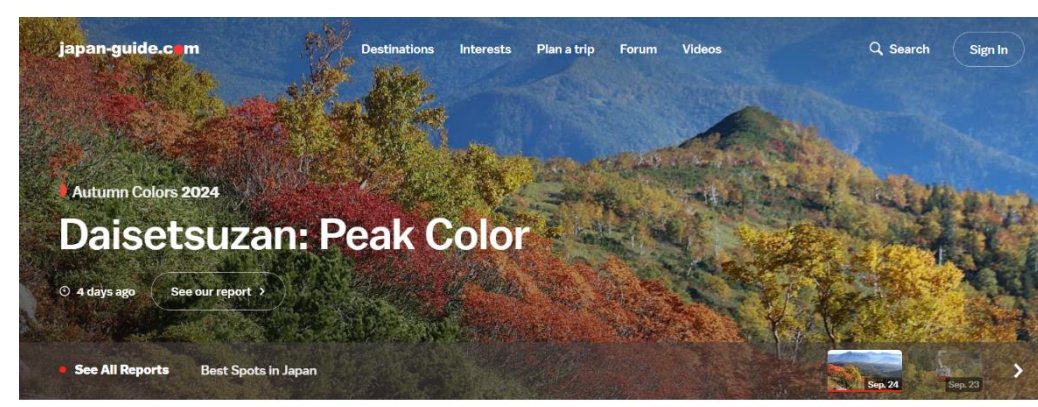 japan-guide.com
Destinations Interests Plan a trip Forum Videos
Search Sign In
Autumn Colors 2024
Daisetsuzan: Peak Color
4 days ago See our report >
See All Reports Best Spots in Japan
Sep. 24 Sep. 23